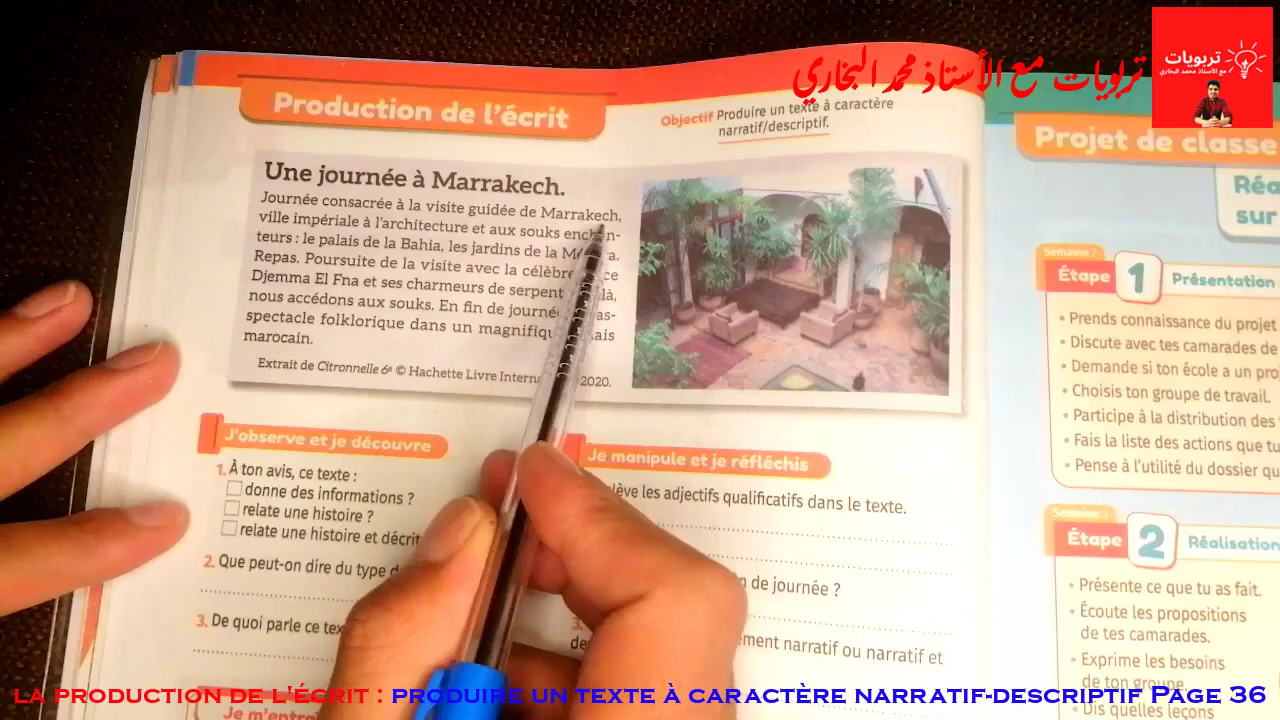 تربويات مع الأستاذ محمد البخاري
تربويات
مع الأستاذ محمد البخاري
Production de l'écrit
Objectif Produire un texte à caractère
narratif/descriptif.
Une journée à Marrakech.
Journée consacrée à la visite guidée de Marrakech,
ville impériale à l'architecture et aux souks
teurs : le palais de la Bahia, les jardins de la
Repas. Poursuite de la visite avec la célèbre
Djemma El Fna et ses charmeurs de serpent
nous accédons aux souks. En fin de journée
spectacle folklorique dans un
marocain.
Extrait de Citronnelle 6e © Hachette Livre 2020.
J'observe et je découvre
1. À ton avis, ce texte :
donne des informations ?
relate une histoire ?
relate une histoire et
2. Que peut-on dire du type
3. De quoi parle ce
Je manipule et je réfléchis
les adjectifs qualificatifs dans le texte.
de journée ?
3.
narratif ou narratif et
Projet de classe
sur
Semaine 2
Étape 1 Présentation
• Prends connaissance du projet
• Discute avec tes camarades de
• Demande si ton école a un
• Choisis ton groupe de travail.
• Participe à la distribution des
• Fais la liste des actions que
• Pense à l'utilité du dossier
Semaine 3
Étape 2 Réalisation
• Présente ce que tu as fait.
• Écoute les propositions
de tes camarades.
• Exprime les besoins
de ton groupe.
• Dis quelles leçons
LA PRODUCTION DE L'ÉCRIT : PRODUIRE UN TEXTE À CARACTÈRE NARRATIF-DESCRIPTIF PAGE 36